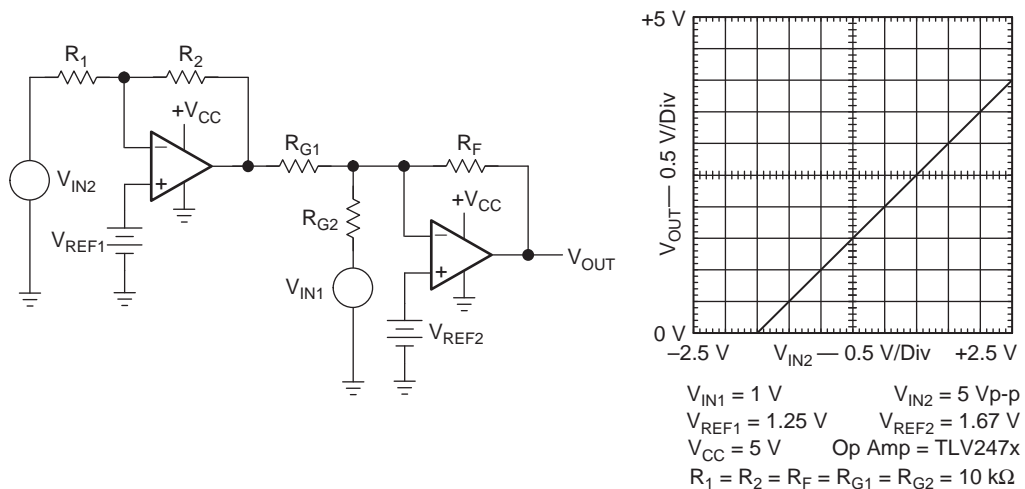 R1
R2
+VCC
−
+
VIN2
VREF1
RG1
RF
RG2
+VCC
−
+
VIN1
VREF2
VOUT
+5 V
VOUT — 0.5 V/Div
0 V
–2.5 V
VIN2 — 0.5 V/Div
+2.5 V
VIN1 = 1 V VIN2 = 5 Vp-p
VREF1 = 1.25 V VREF2 = 1.67 V
VCC = 5 V Op Amp = TLV247x
R1 = R2 = RF = RG1 = RG2 = 10 kΩ